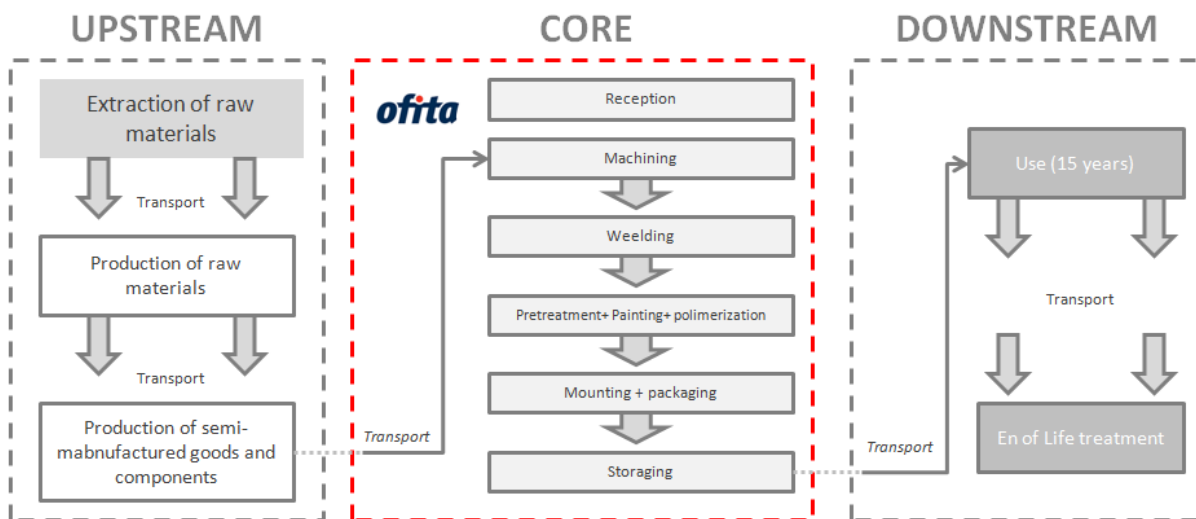 UPSTREAM
Extraction of raw
materials
Transport
Production of raw
materials
Transport
Production of semi-
mabnufactured goods and
components
Transport
CORE
ofita
Reception
Machining
Weelding
Pretreatment+ Painting+ polimerization
Mounting + packaging
Storaging
Transport
DOWNSTREAM
Use (15 years)
Transport
En of Life treatment